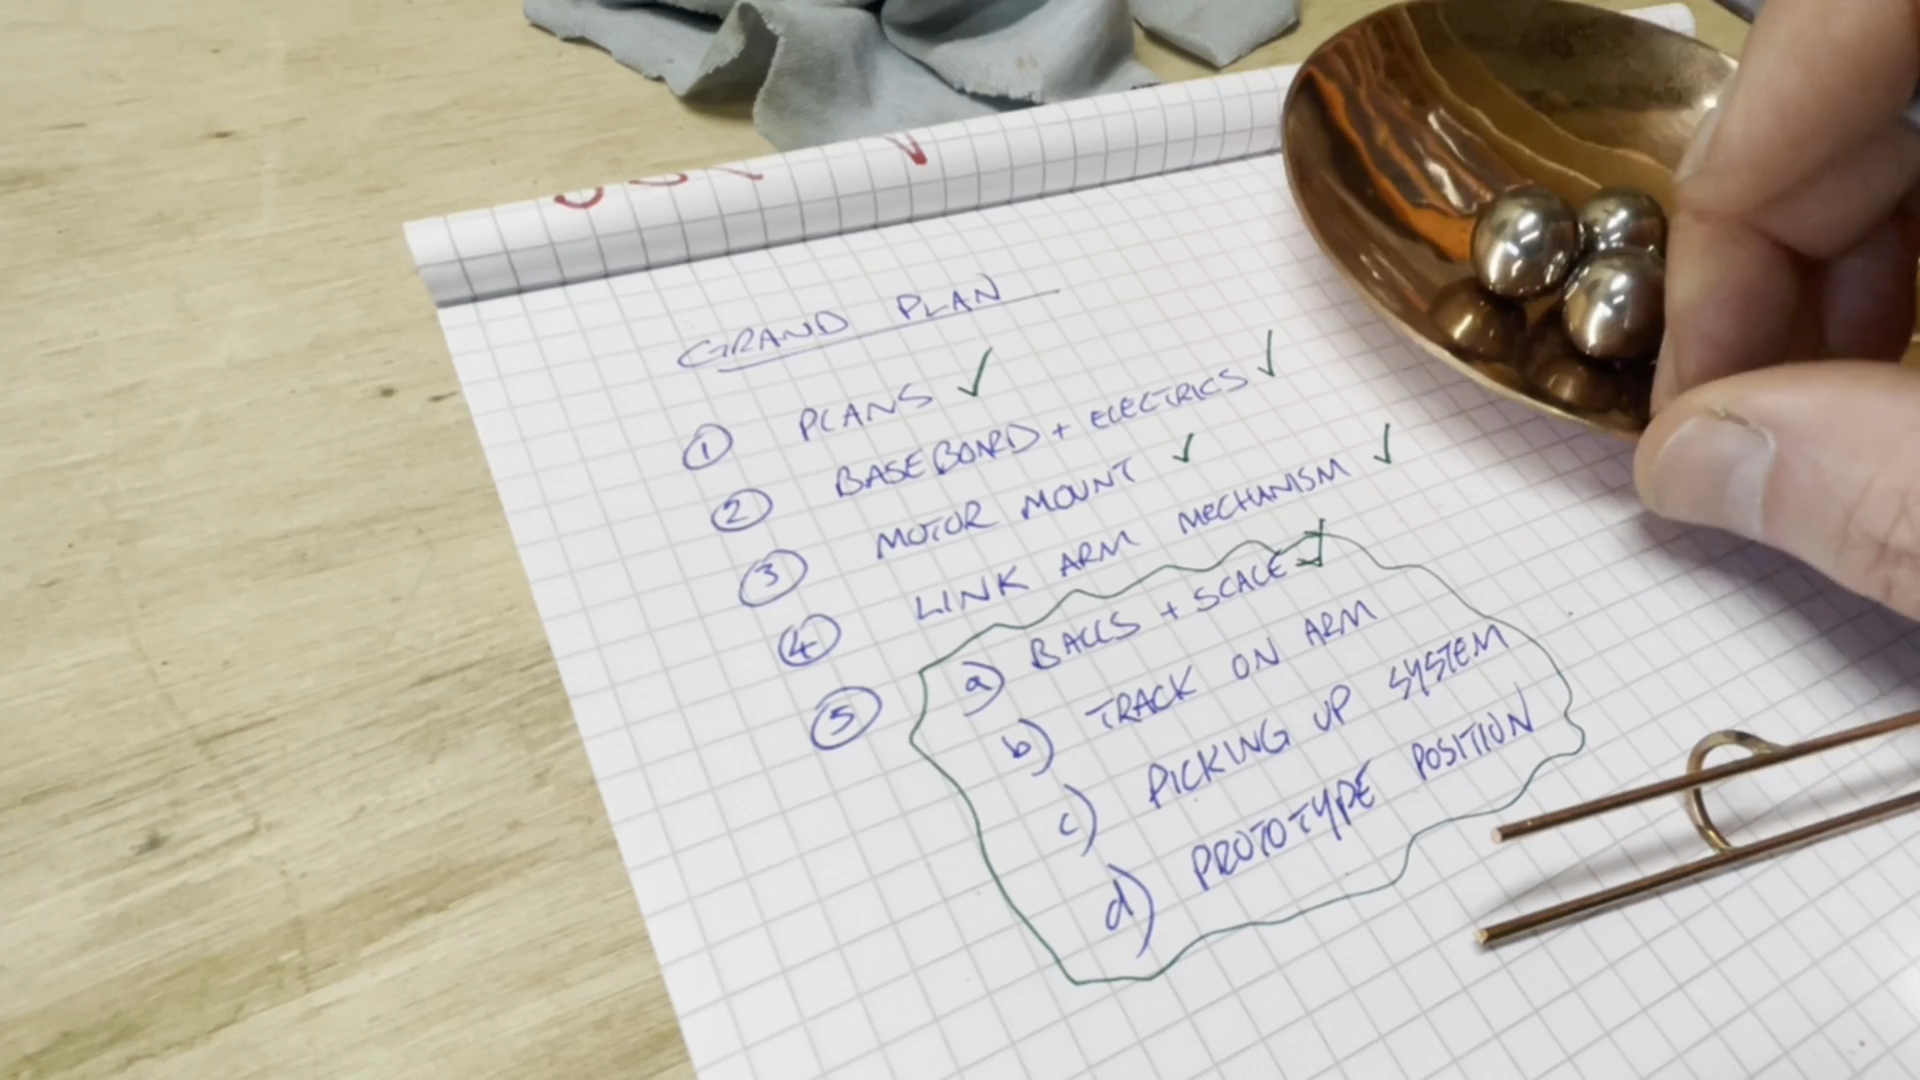 GRAND PLAN
① PLANS ✓
② BASEBOARD + ELECTRICS ✓
③ MOTOR MOUNT ✓
④ LINK ARM MECHANISM ✓
⑤ a) BALLS + SCALE ✓
b) TRACK ON ARM
c) PICKING UP SYSTEM
d) PROTOTYPE POSITION